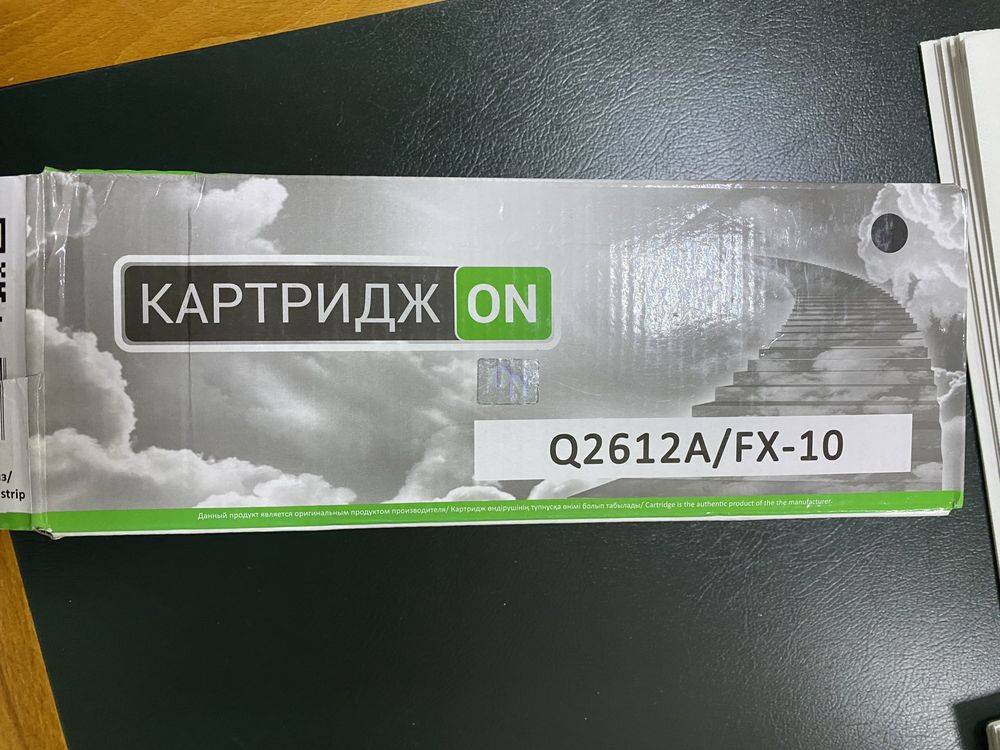 КАРТРИДЖ ON
Q2612A/FX-10
Данный продукт является оригинальным продуктом производителя/ Картридж өндірушінің түпнұсқа өнімі болып табылады/ Cartridge is the authentic product of the the manufacturer
strip